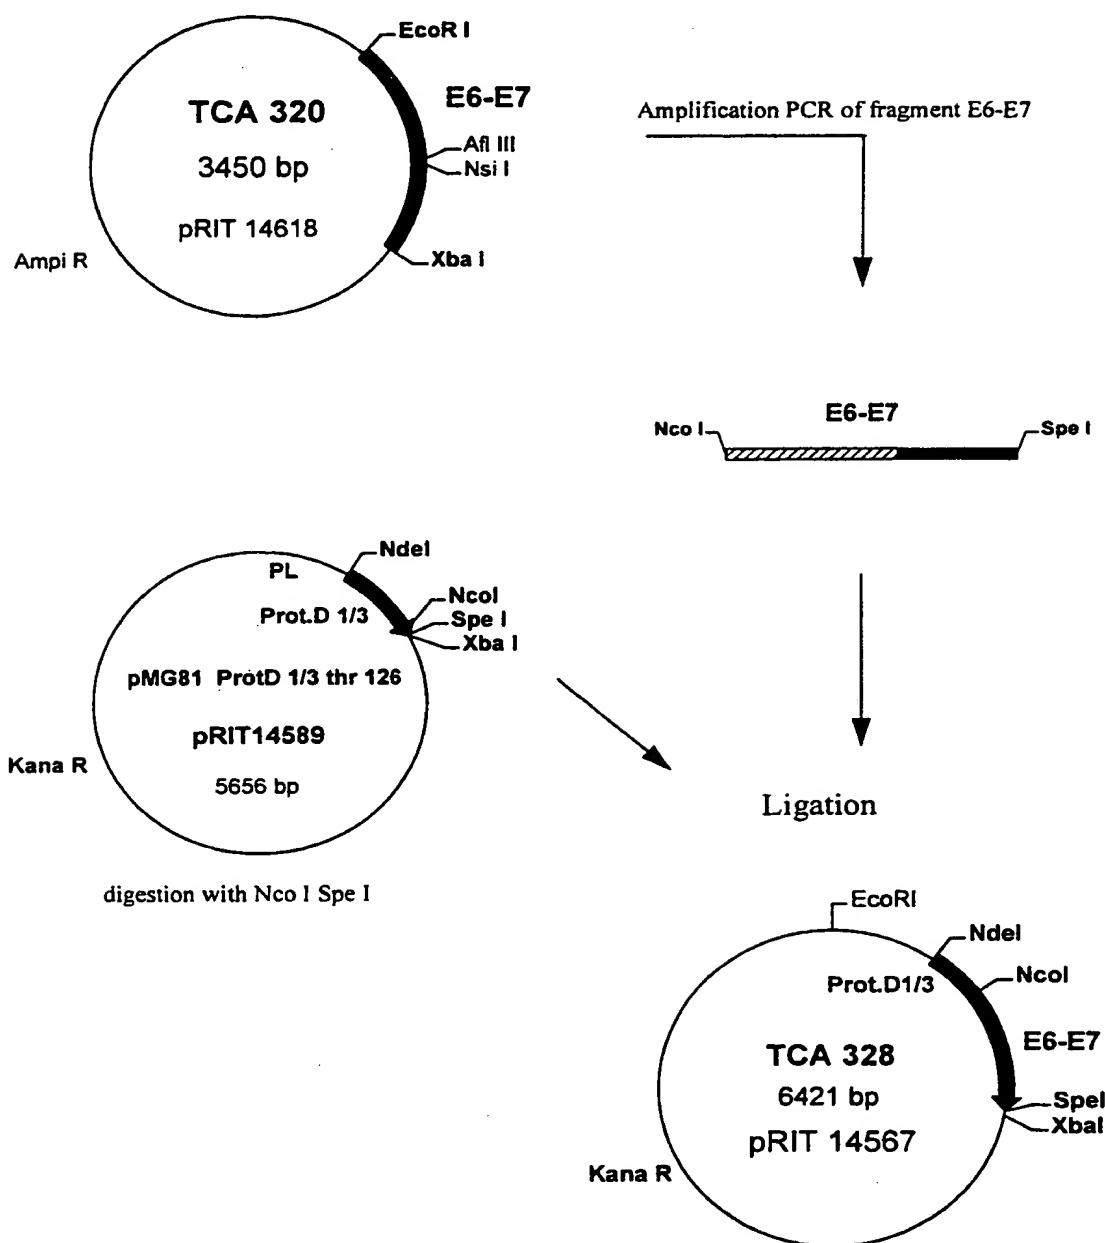 EcoR I
E6-E7
TCA 320
3450 bp
Afl III
Nsi I
pRIT 14618
Ampi R
Xba I
Amplification PCR of fragment E6-E7
E6-E7
Nco I
Spe I
NdeI
PL
NcoI
Prot.D 1/3
Spe I
Xba I
pMG81 ProtD 1/3 thr 126
pRIT14589
Kana R
5656 bp
digestion with Nco I Spe I
Ligation
EcoRI
NdeI
NcoI
Prot.D1/3
E6-E7
TCA 328
6421 bp
SpeI
XbaI
pRIT 14567
Kana R